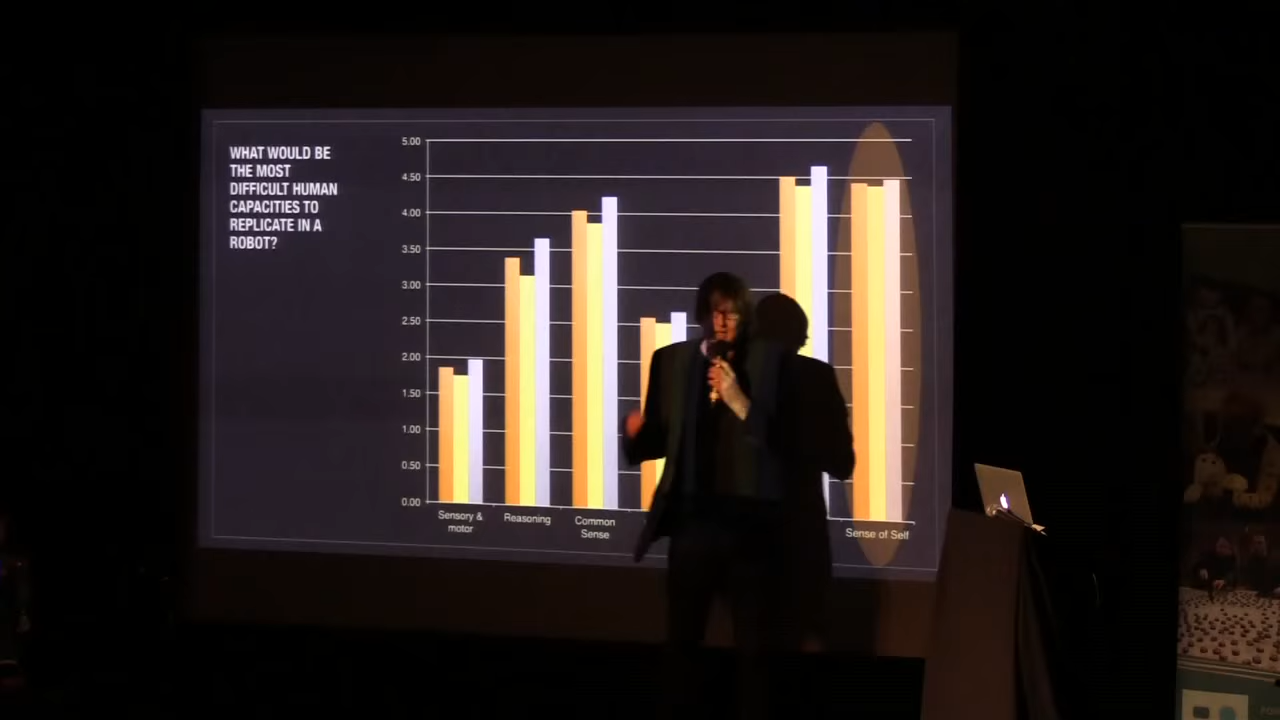 WHAT WOULD BE
THE MOST
DIFFICULT HUMAN
CAPACITIES TO
REPLICATE IN A
ROBOT?
5.00
4.50
4.00
3.50
3.00
2.50
2.00
1.50
1.00
0.50
0.00
Sensory &
motor
Reasoning
Common
Sense
Sense of Self